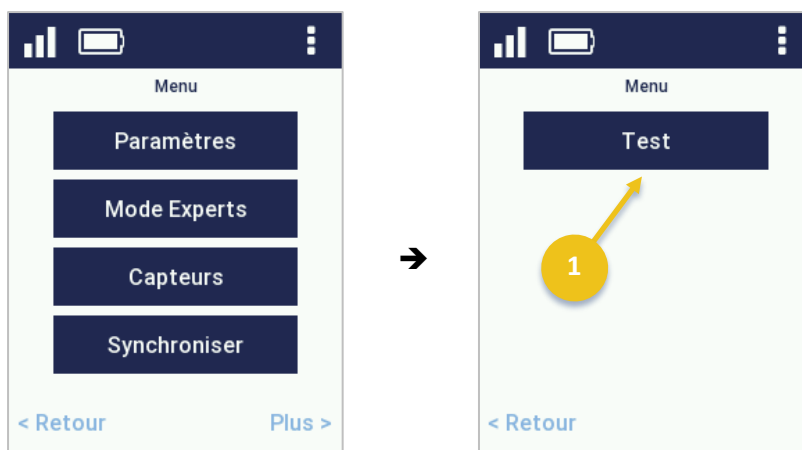 Menu
Paramètres
Mode Experts
Capteurs
Synchroniser
< Retour
Plus >
➔
Menu
Test
1
< Retour